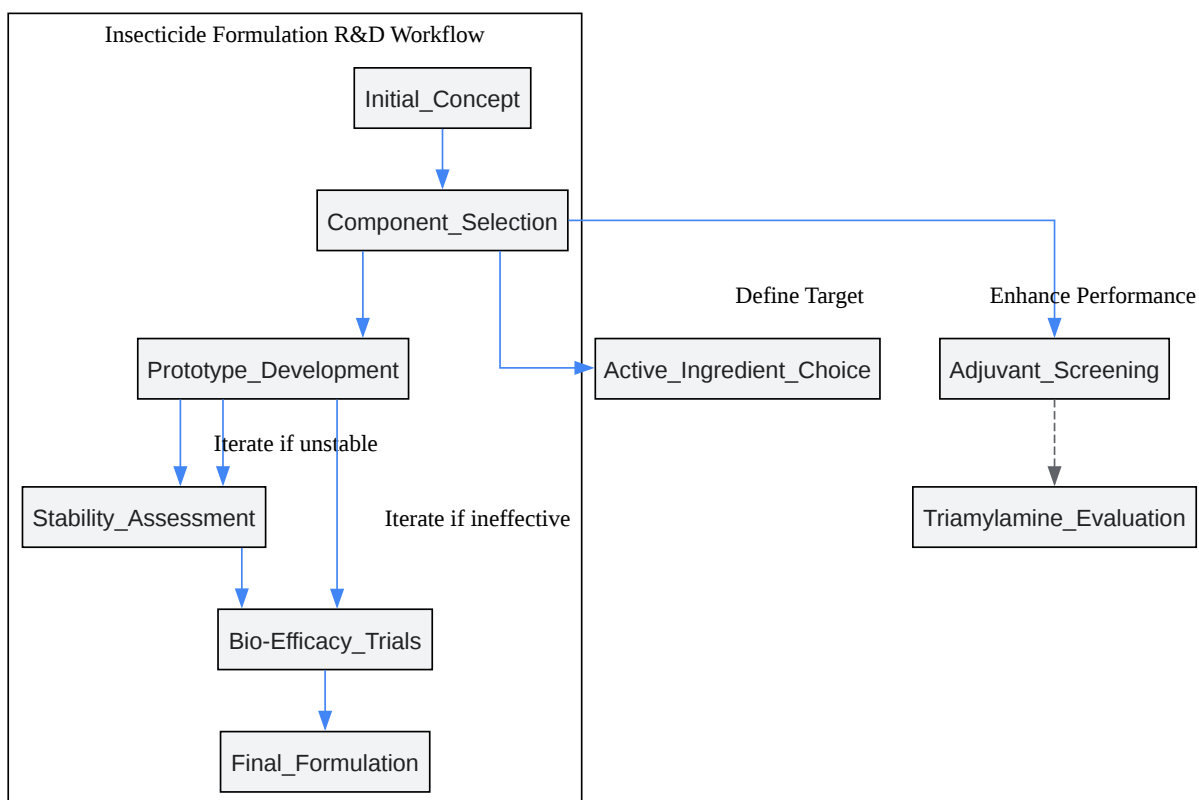 Insecticide Formulation R&D Workflow
Initial_Concept
Component_Selection
Define Target
Enhance Performance
Prototype_Development
Active_Ingredient_Choice
Adjuvant_Screening
Iterate if unstable
Stability_Assessment
Iterate if ineffective
Triamylamine_Evaluation
Bio-Efficacy_Trials
Final_Formulation